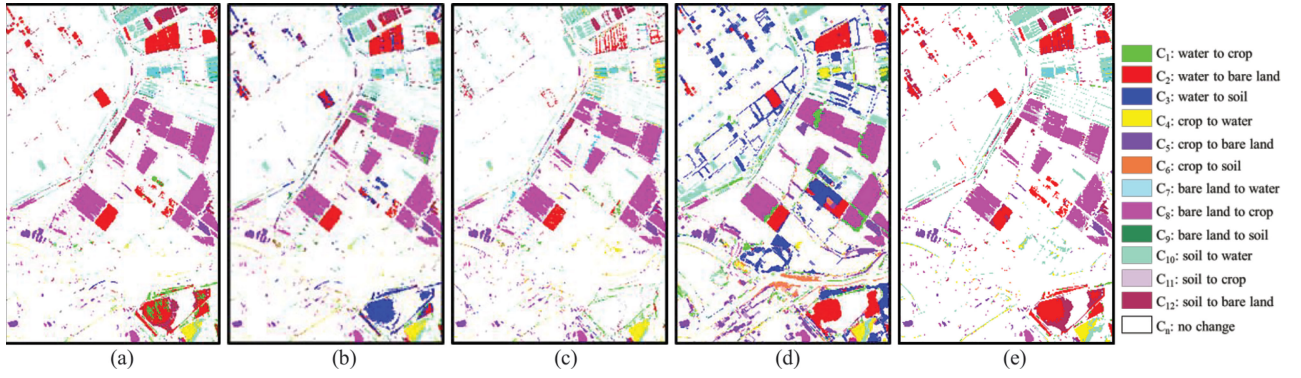 C₁: water to crop
C₂: water to bare land
C₃: water to soil
C₄: crop to water
C₅: crop to bare land
C₆: crop to soil
C₇: bare land to water
C₈: bare land to crop
C₉: bare land to soil
C₁₀: soil to water
C₁₁: soil to crop
C₁₂: soil to bare land
Cₙ: no change
(a) (b) (c) (d) (e)